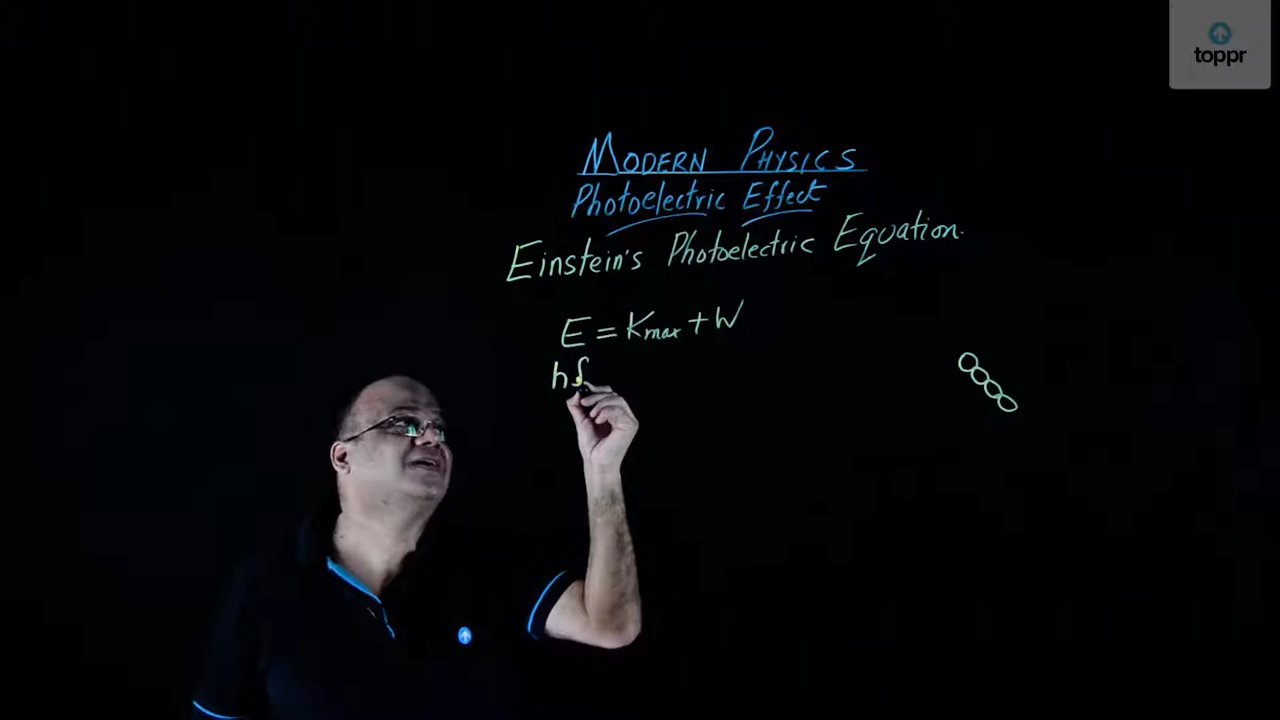 toppr
MODERN PHYSICS
Photoelectric Effect
Einstein's Photoelectric Equation.
E = Kmax + W
hf